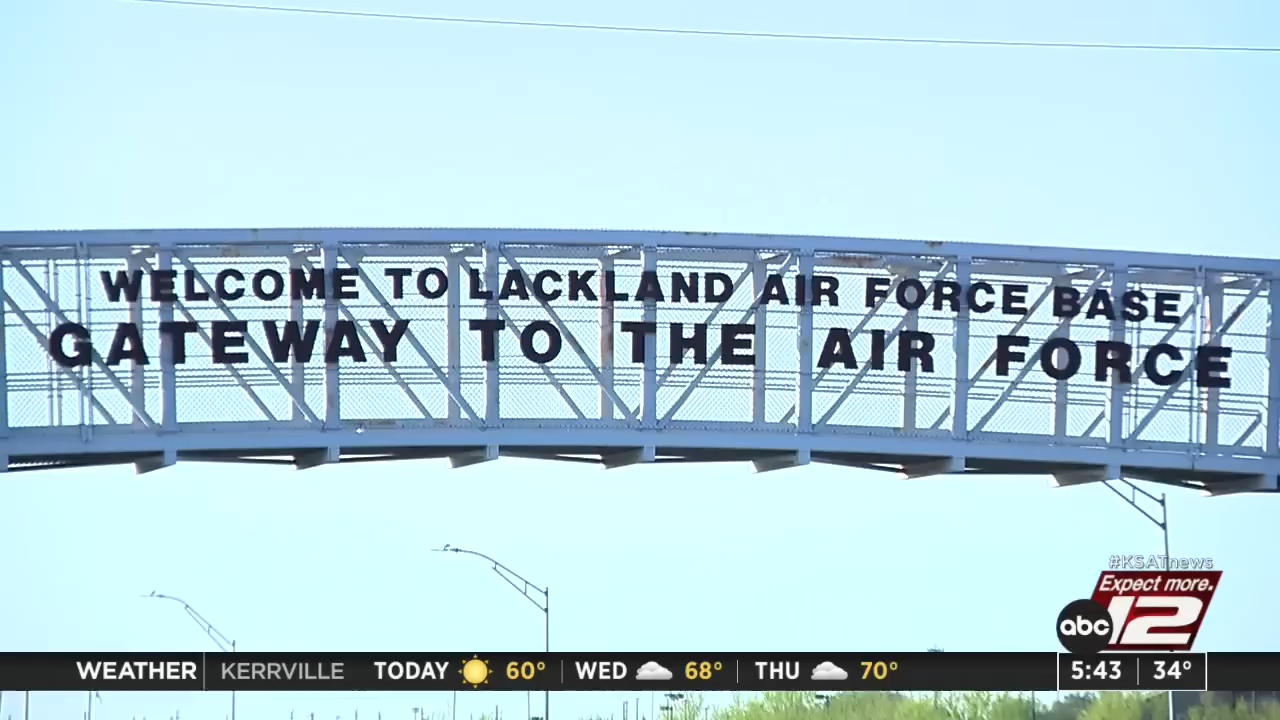 WELCOME TO LACKLAND AIR FORCE BASE
GATEWAY TO THE AIR FORCE
#KSATnews
Expect more.
abc 12
WEATHER KERRVILLE TODAY 60° WED 68° THU 70° 5:43 34°